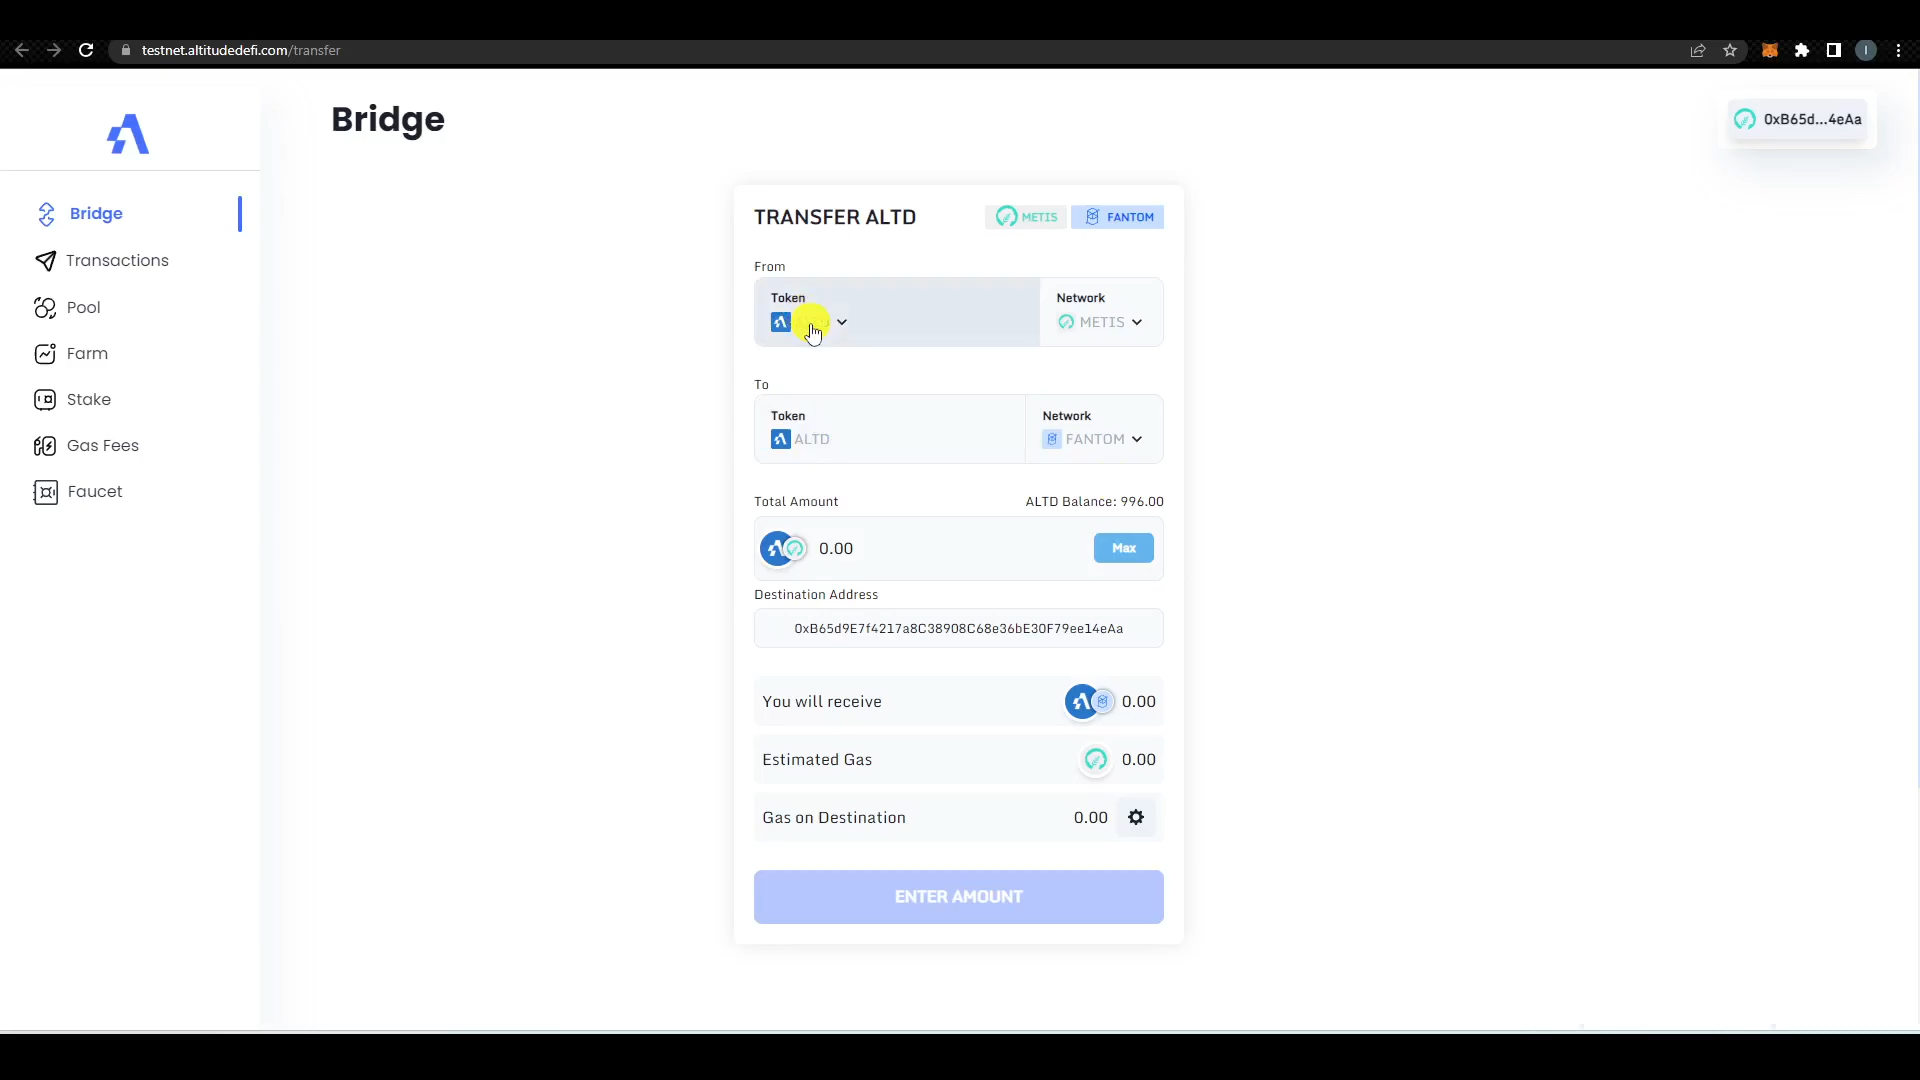 testnet.altitudedefi.com/transfer
I
Bridge
0xB65d...4eAa
Bridge
Transactions
Pool
Farm
Stake
Gas Fees
Faucet
TRANSFER ALTD
METIS
FANTOM
From
Token
Network
METIS
To
Token
Network
ALTD
FANTOM
Total Amount
ALTD Balance: 996.00
0.00
Max
Destination Address
0xB65d9E7f4217a8C38908C68e36bE30F79ee14eAa
You will receive
0.00
Estimated Gas
0.00
Gas on Destination
0.00
ENTER AMOUNT